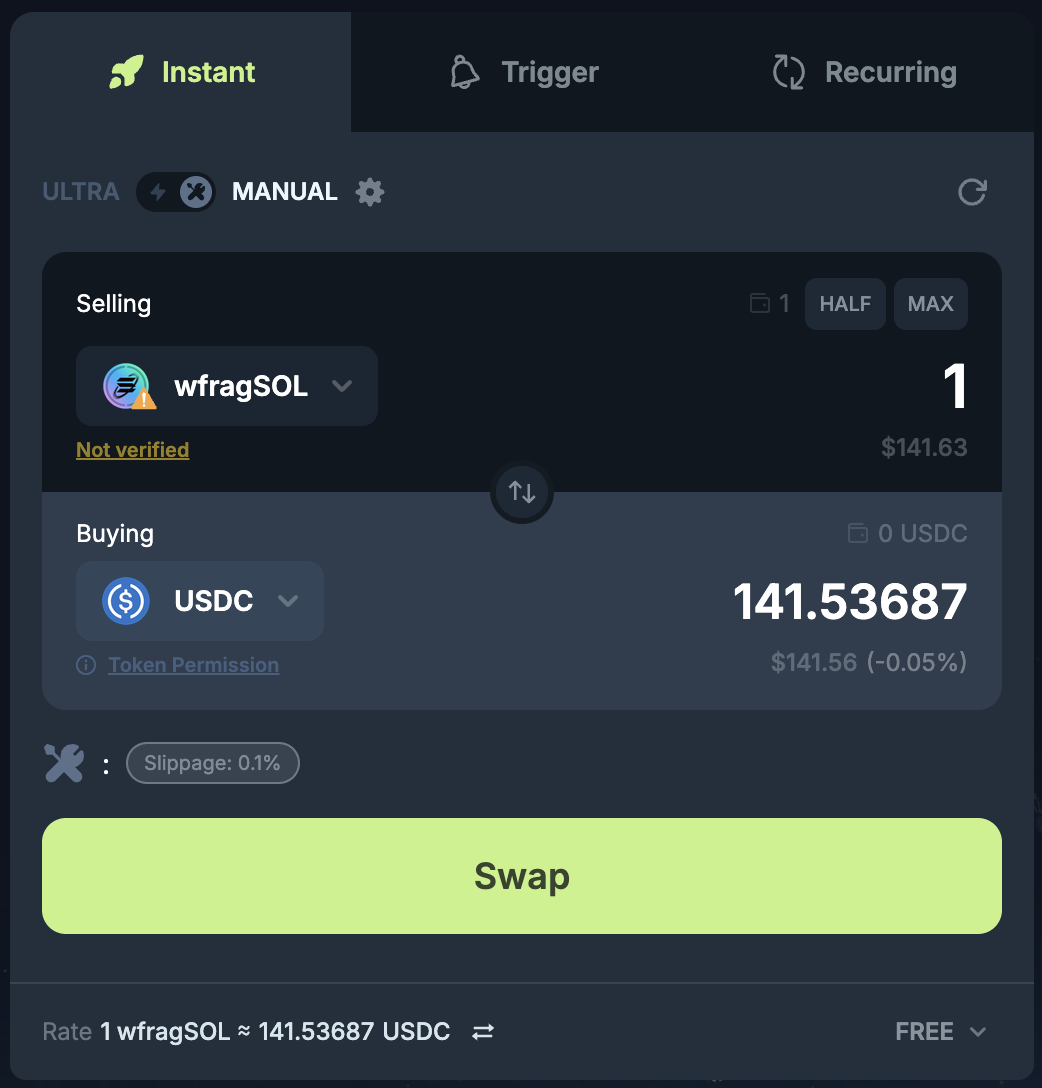 Instant Trigger Recurring
ULTRA MANUAL
Selling 1 HALF MAX
wfragSOL 1
Not verified $141.63
Buying 0 USDC
USDC 141.53687
Token Permission $141.56 (-0.05%)
: Slippage: 0.1%
Swap
Rate 1 wfragSOL ≈ 141.53687 USDC FREE